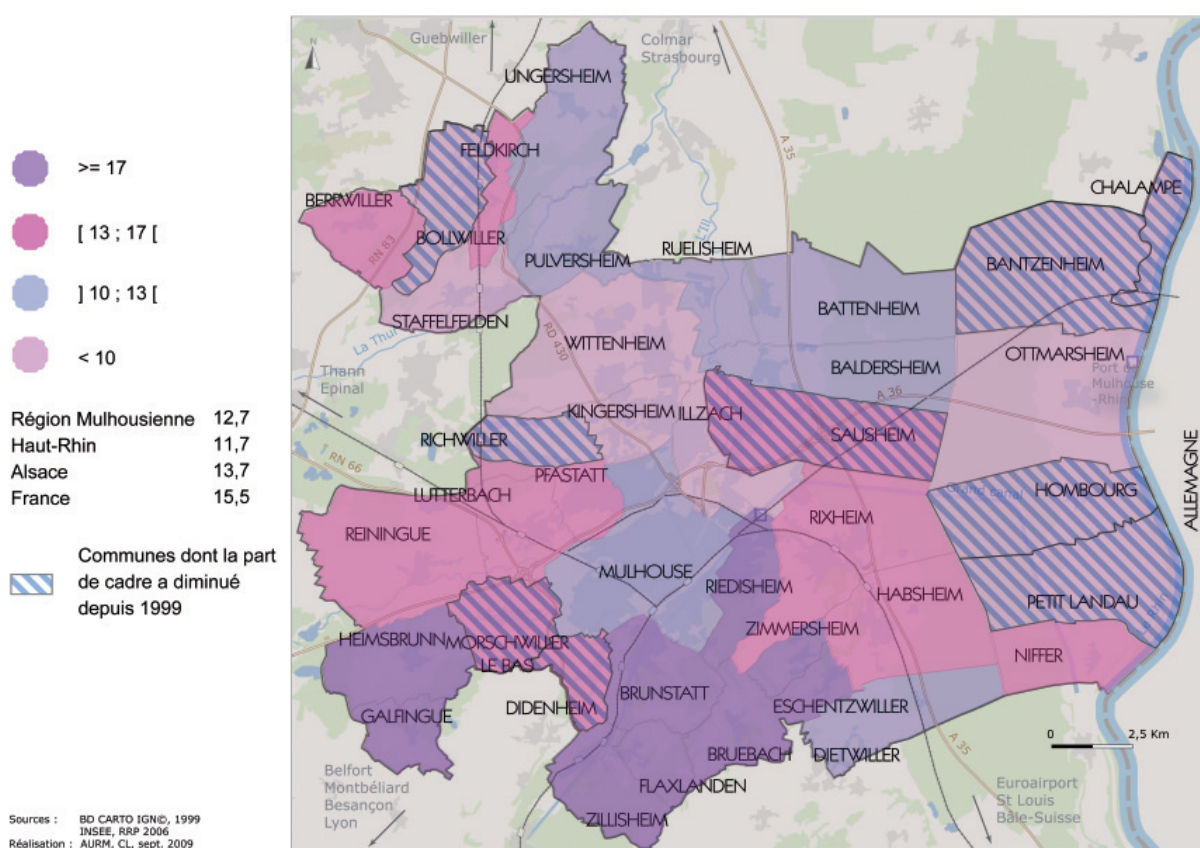 >= 17
[ 13 ; 17 [
] 10 ; 13 [
< 10
Région Mulhousienne 12,7
Haut-Rhin 11,7
Alsace 13,7
France 15,5
Communes dont la part
de cadre a diminué
depuis 1999
Sources : BD CARTO IGN©, 1999
INSEE, RRP 2006
Réalisation : AURM, CL, sept. 2009
N
Guebwiller
Colmar
Strasbourg
UNGERSHEIM
A 35
FELDKIRCH
CHALAMPE
BERRWILLER
BOLLWILLER
RN 83
L'Ill
RUELISHEIM
PULVERSHEIM
BANTZENHEIM
BATTENHEIM
STAFFELFELDEN
La Thur
RD 430
WITTENHEIM
OTTMARSHEIM
BALDERSHEIM
Port de
Mulhouse
-Rhin
Thann
Epinal
A 36
KINGERSHEIM
ILLZACH
SAUSHEIM
RICHWILLER
RN 66
PFASTATT
LUTTERBACH
Grand canal
HOMBOURG
ALLEMAGNE
REININGUE
RIXHEIM
MULHOUSE
RIEDISHEIM
HABSHEIM
PETIT LANDAU
Rhin
ZIMMERSHEIM
HEIMSBRUNN
MORSCHWILLER
LE BAS
NIFFER
BRUNSTATT
DIDENHEIM
ESCHENTZWILLER
GALFINGUE
A 35
0 2,5 Km
BRUEBACH
DIETWILLER
Belfort
Montbéliard
Besançon
Lyon
FLAXLANDEN
Euroairport
St Louis
Bâle-Suisse
ZILLISHEIM